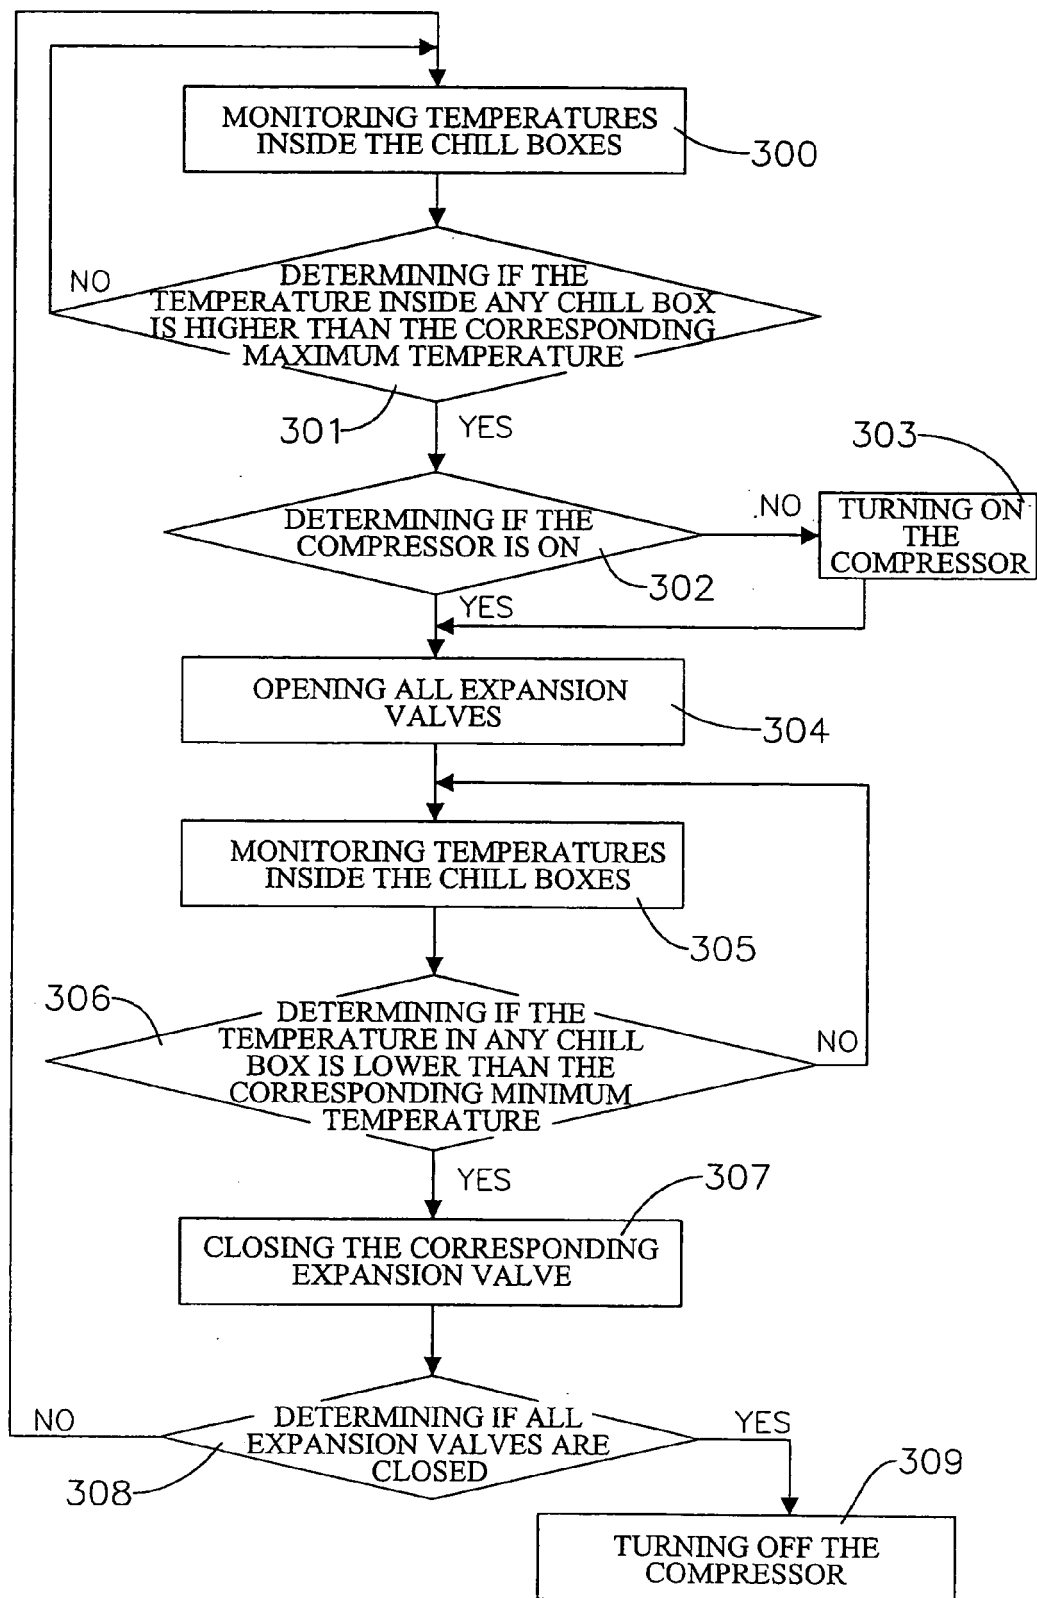 MONITORING TEMPERATURES
INSIDE THE CHILL BOXES
300
NO
DETERMINING IF THE
TEMPERATURE INSIDE ANY CHILL BOX
IS HIGHER THAN THE CORRESPONDING
MAXIMUM TEMPERATURE
301
YES
303
DETERMINING IF THE
COMPRESSOR IS ON
302
NO
TURNING ON
THE
COMPRESSOR
YES
OPENING ALL EXPANSION
VALVES
304
MONITORING TEMPERATURES
INSIDE THE CHILL BOXES
305
306
DETERMINING IF THE
TEMPERATURE IN ANY CHILL
BOX IS LOWER THAN THE
CORRESPONDING MINIMUM
TEMPERATURE
NO
YES
307
CLOSING THE CORRESPONDING
EXPANSION VALVE
NO
DETERMINING IF ALL
EXPANSION VALVES ARE
CLOSED
YES
308
309
TURNING OFF THE
COMPRESSOR